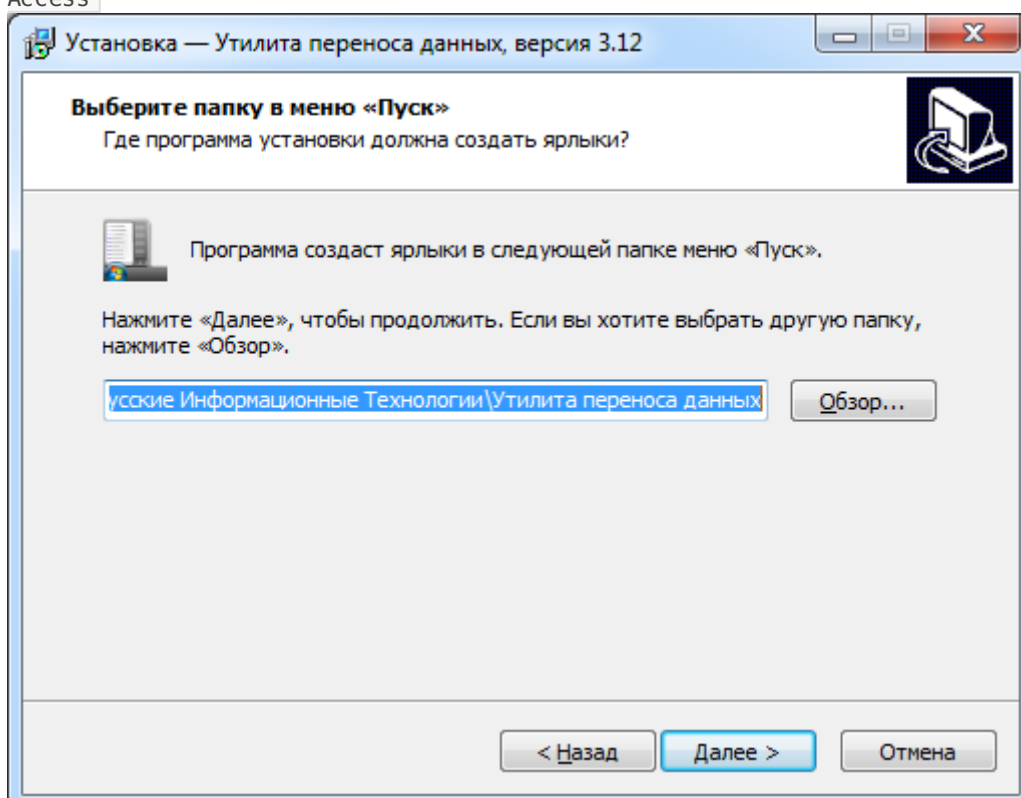 Access
Установка — Утилита переноса данных, версия 3.12
Выберите папку в меню «Пуск»
Где программа установки должна создать ярлыки?
Программа создаст ярлыки в следующей папке меню «Пуск».
Нажмите «Далее», чтобы продолжить. Если вы хотите выбрать другую папку,
нажмите «Обзор».
усские Информационные Технологии\Утилита переноса данных
Обзор...
< Назад
Далее >
Отмена